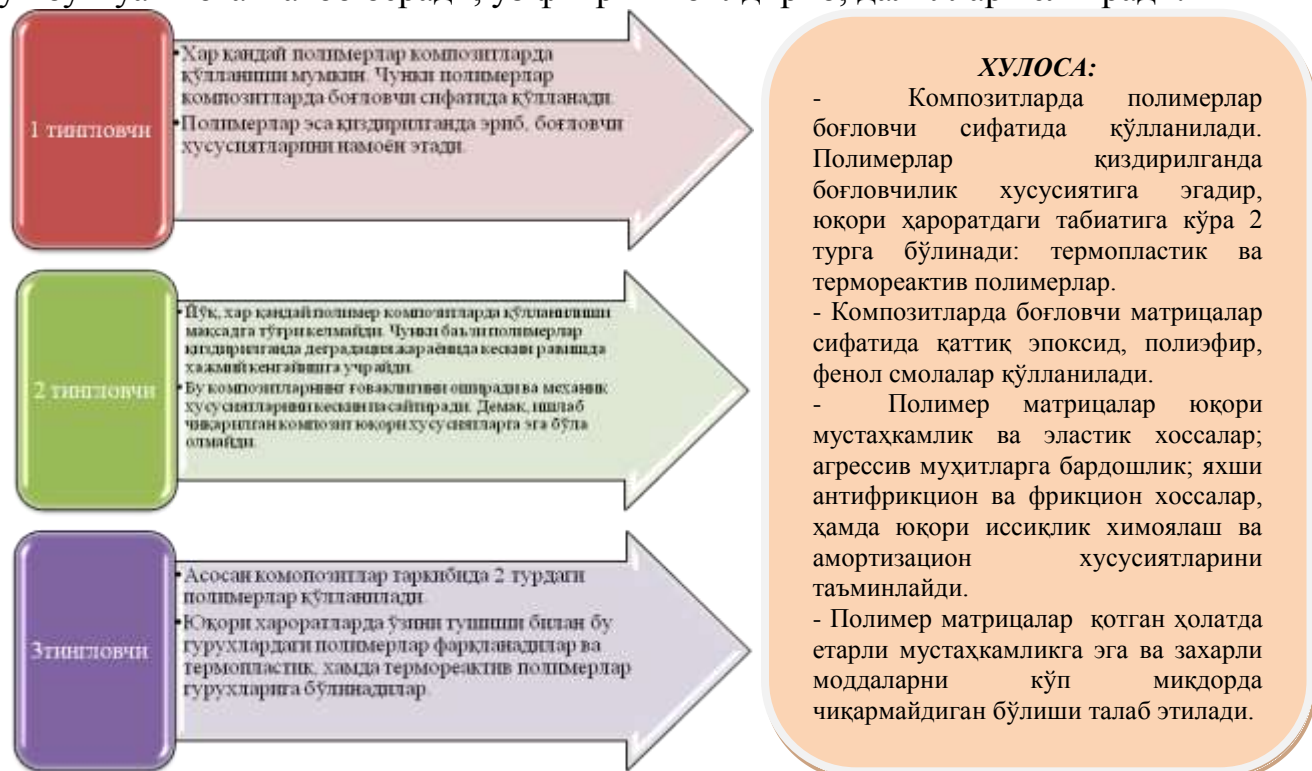 1 тингловчи
•Хар кандай полимерлар композитларда
қўлланиши мумкин. Чунки полимерлар
композитларда боғловчи сифатида қўлланади.
•Полимерлар эса қиздирилганда эриб, боғловчи
хусусиятларини намоён этади.
2 тингловчи
•Йўқ, хар қандай полимер композитларда қўлланилиши
мақсадга тўғри келмайди. Чунки баъзи полимерлар
қиздирилганда деградация жараёнида кескин равишда
хажмий кенгайишга учрайди.
•Бу композитларнинг ғоваклигини оширади ва механик
хусусиятларини кескин пасайтиради. Демак, ишлаб
чиқарилган композит юқори хусусиятларга эга бўла
олмайди.
3тингловчи
•Асосан комопозитлар таркибида 2 турдаги
полимерлар қўлланилади.
•Юқори хароратларда ўзини тутиши билан бу
гурухлардаги полимерлар фарқланадилар ва
термопластик, хамда термореактив полимерлар
гурухларига бўлинадилар.
ХУЛОСА:
- Композитларда полимерлар
боғловчи сифатида қўлланилади.
Полимерлар қиздирилганда
боғловчилик хусусиятига эгадир,
юқори ҳароратдаги табиатига кўра 2
турга бўлинади: термопластик ва
термореактив полимерлар.
- Композитларда боғловчи матрицалар
сифатида қаттиқ эпоксид, полиэфир,
фенол смолалар қўлланилади.
- Полимер матрицалар юқори
мустаҳкамлик ва эластик хоссалар;
агрессив муҳитларга бардошлик; яхши
антифрикцион ва фрикцион хоссалар,
ҳамда юқори иссиқлик химоялаш ва
амортизацион хусусиятларини
таъминлайди.
- Полимер матрицалар қотган ҳолатда
етарли мустаҳкамликга эга ва захарли
моддаларни кўп миқдорда
чиқармайдиган бўлиши талаб этилади.